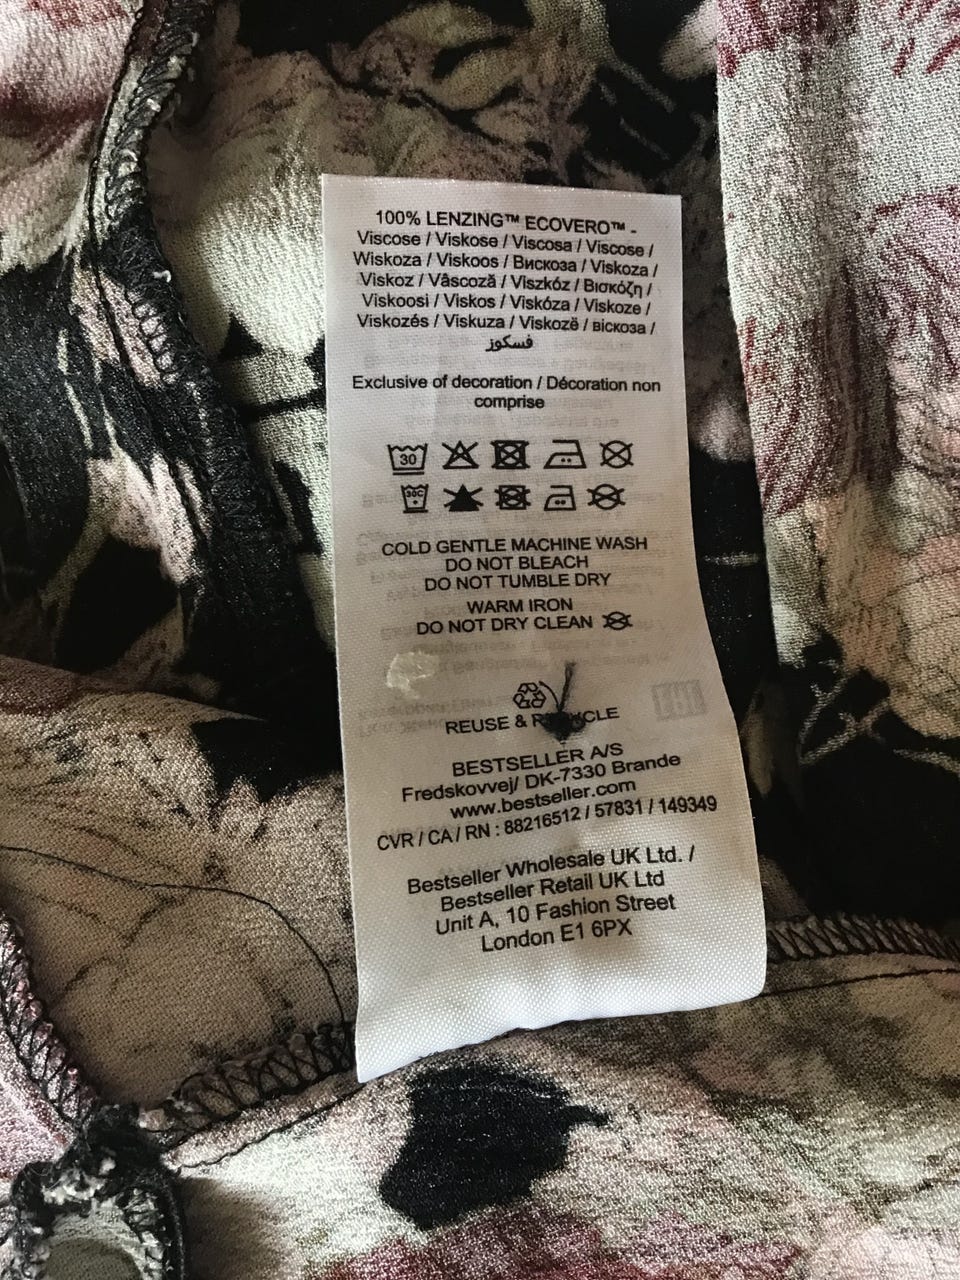 100% LENZING™ ECOVERO™ -
Viscose / Viskose / Viscosa / Viscose /
Wiskoza / Viskoos / Вискоза / Viskoza /
Viskoz / Vâscoză / Viszkóz / Βισκόζη /
Viskoosi / Viskos / Viskóza / Viskoze /
Viskozės / Viskuza / Viskozë / віскоза /
فسكوز
Exclusive of decoration / Décoration non
comprise
30
30C
COLD GENTLE MACHINE WASH
DO NOT BLEACH
DO NOT TUMBLE DRY
WARM IRON
DO NOT DRY CLEAN
REUSE & RECYCLE
BESTSELLER A/S
Fredskovvej/ DK-7330 Brande
www.bestseller.com
CVR / CA / RN : 88216512 / 57831 / 149349
Bestseller Wholesale UK Ltd. /
Bestseller Retail UK Ltd
Unit A, 10 Fashion Street
London E1 6PX